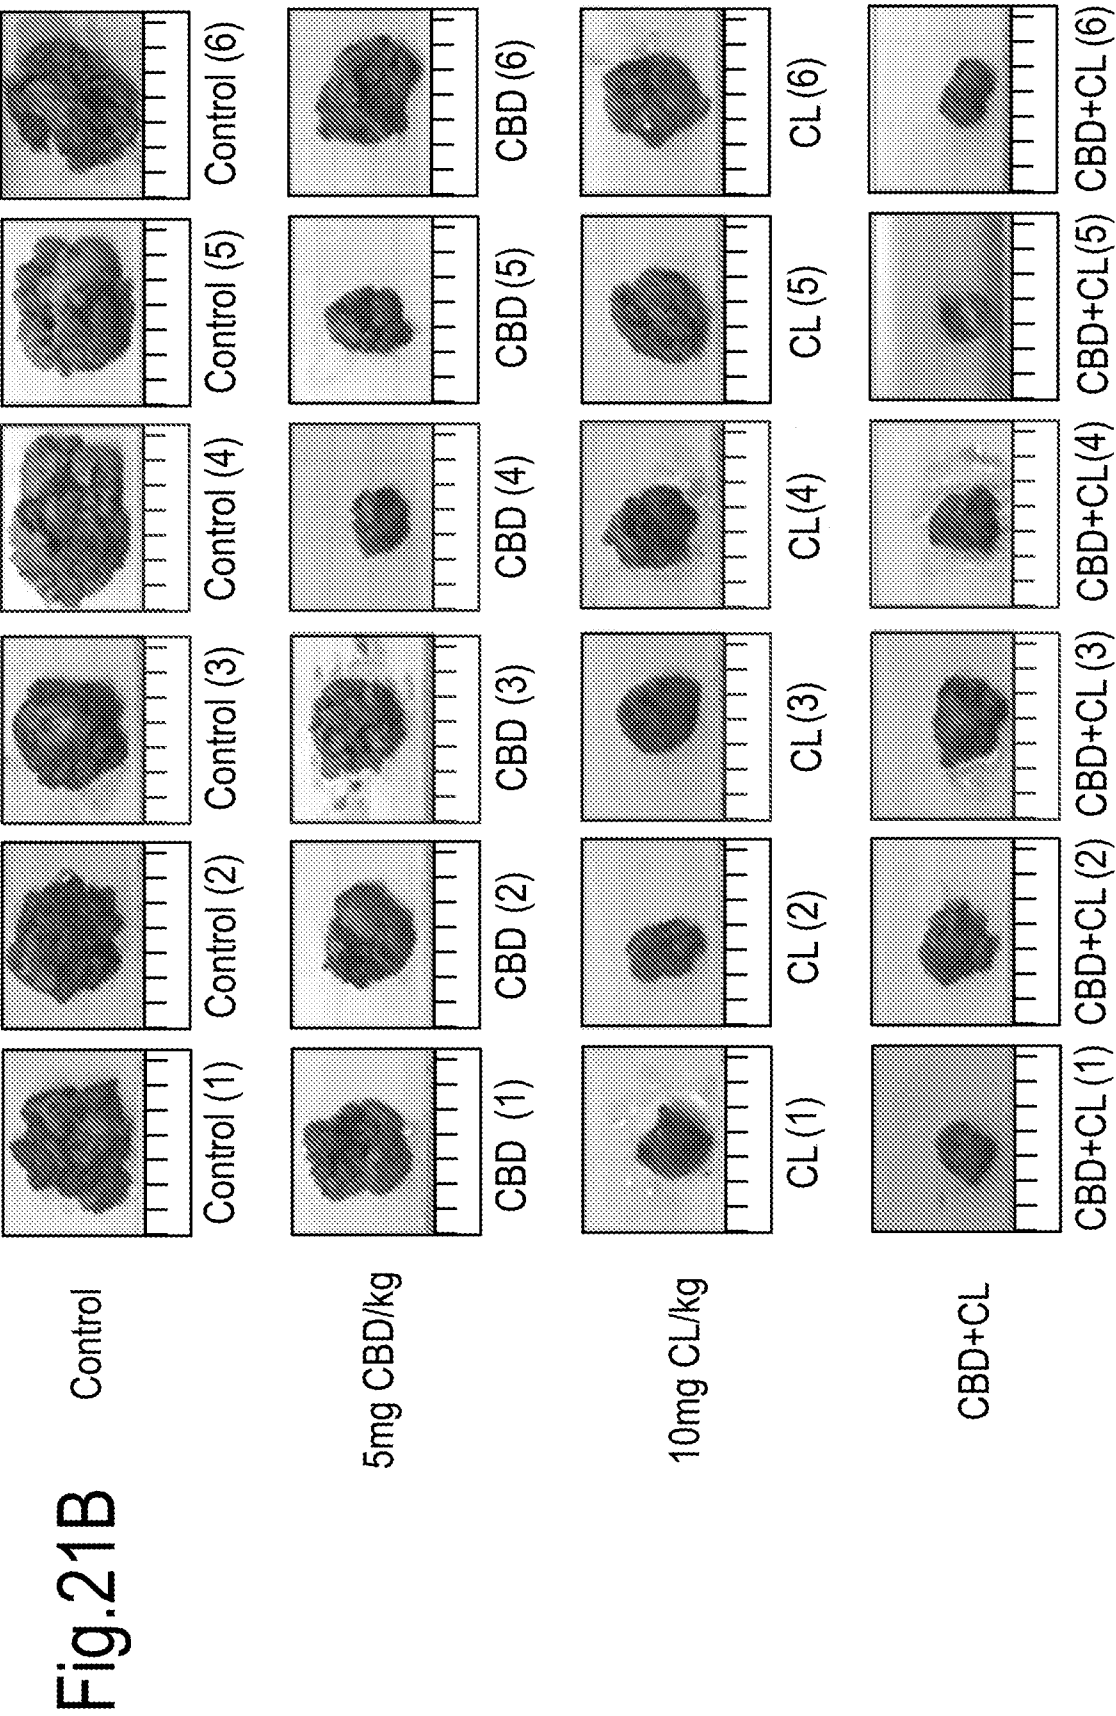 Fig.21B
Control
Control (1)
Control (2)
Control (3)
Control (4)
Control (5)
Control (6)
5mg CBD/kg
CBD (1)
CBD (2)
CBD (3)
CBD (4)
CBD (5)
CBD (6)
10mg CL/kg
CL (1)
CL (2)
CL (3)
CL(4)
CL (5)
CL (6)
CBD+CL
CBD+CL (1)
CBD+CL (2)
CBD+CL (3)
CBD+CL(4)
CBD+CL(5)
CBD+CL (6)